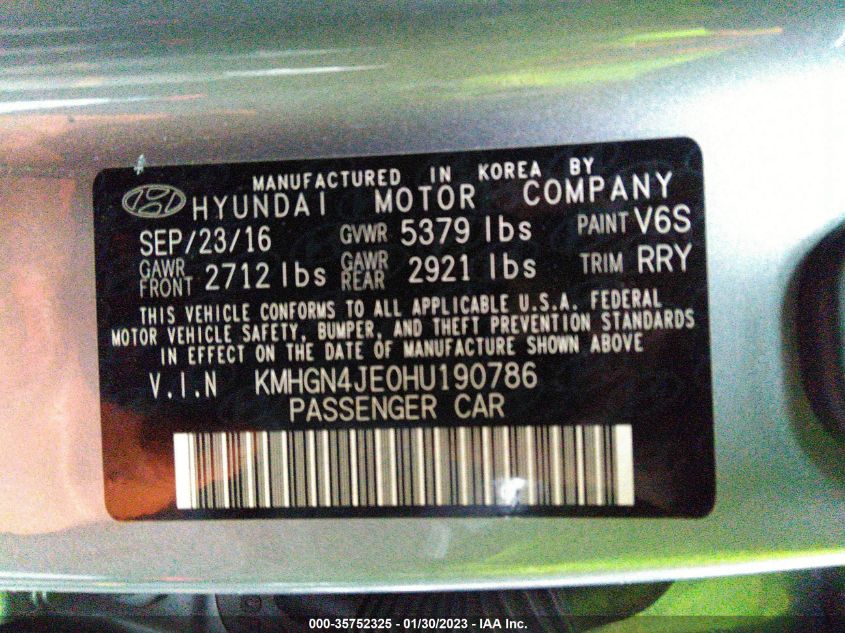 MANUFACTURED IN KOREA BY
HYUNDAI MOTOR COMPANY
SEP/23/16 GVWR 5379 lbs PAINT V6S
GAWR FRONT 2712 lbs GAWR REAR 2921 lbs TRIM RRY
THIS VEHICLE CONFORMS TO ALL APPLICABLE U.S.A. FEDERAL
MOTOR VEHICLE SAFETY, BUMPER, AND THEFT PREVENTION STANDARDS
IN EFFECT ON THE DATE OF MANUFACTURE SHOWN ABOVE
V.I.N KMHGN4JE0HU190786
PASSENGER CAR
000-35752325 - 01/30/2023 - IAA Inc.